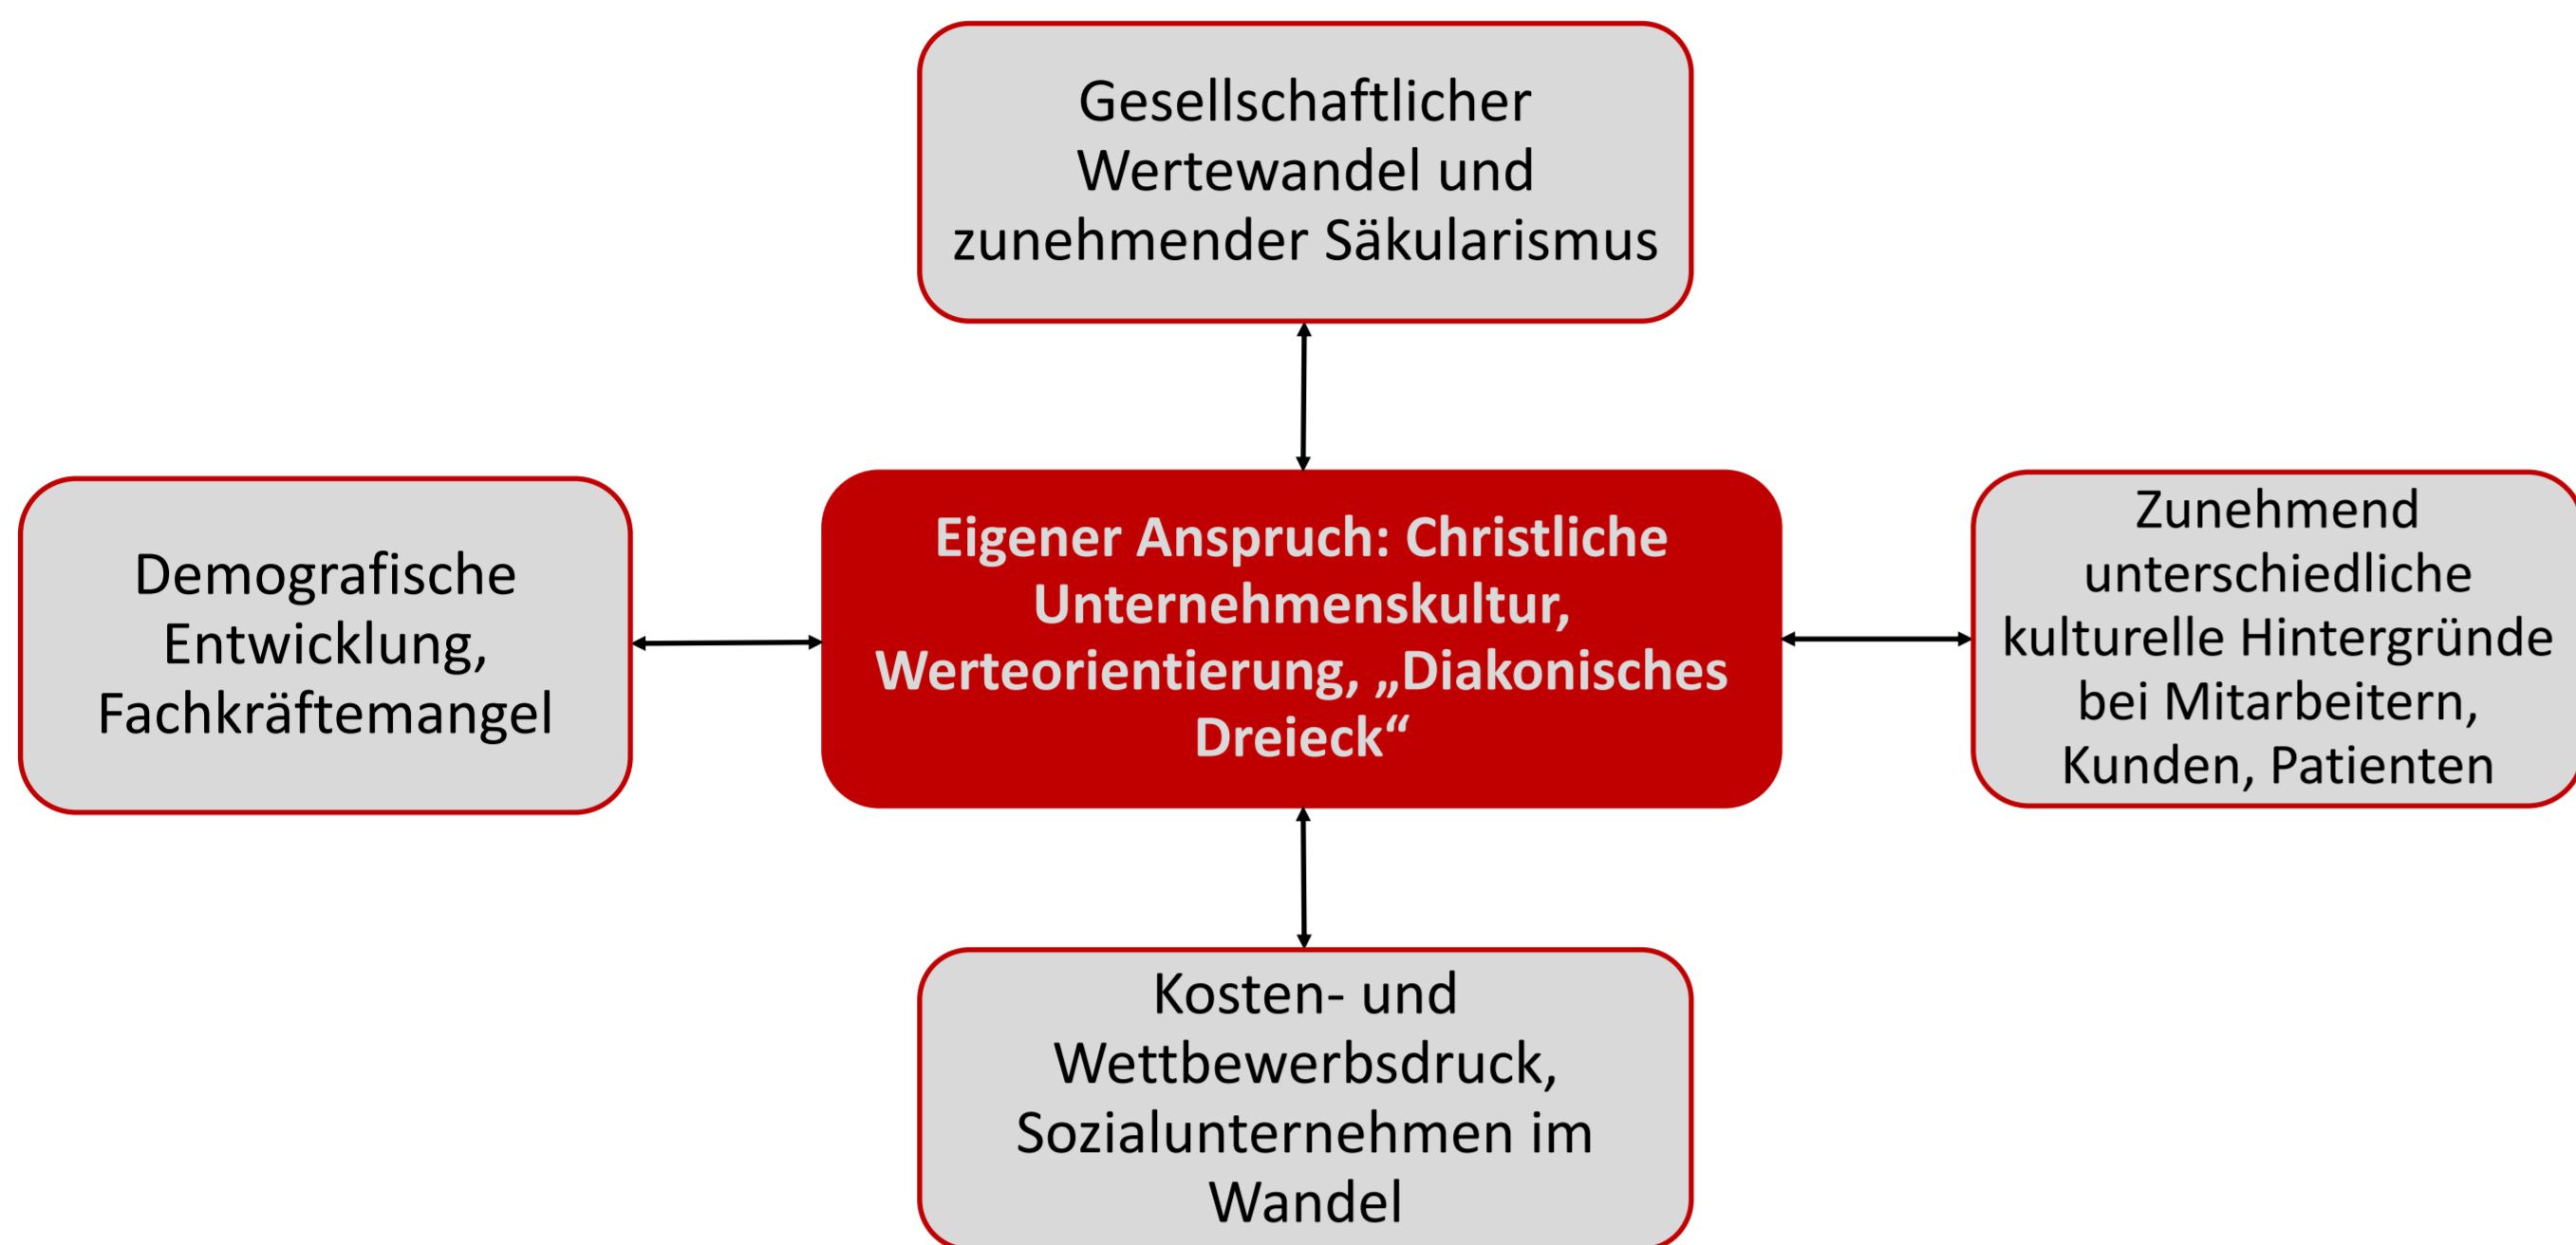 Gesellschaftlicher
Wertewandel und
zunehmender Säkularismus
Demografische
Entwicklung,
Fachkräftemangel
Eigener Anspruch: Christliche
Unternehmenskultur,
Werteorientierung, „Diakonisches
Dreieck“
Zunehmend
unterschiedliche
kulturelle Hintergründe
bei Mitarbeitern,
Kunden, Patienten
Kosten- und
Wettbewerbsdruck,
Sozialunternehmen im
Wandel